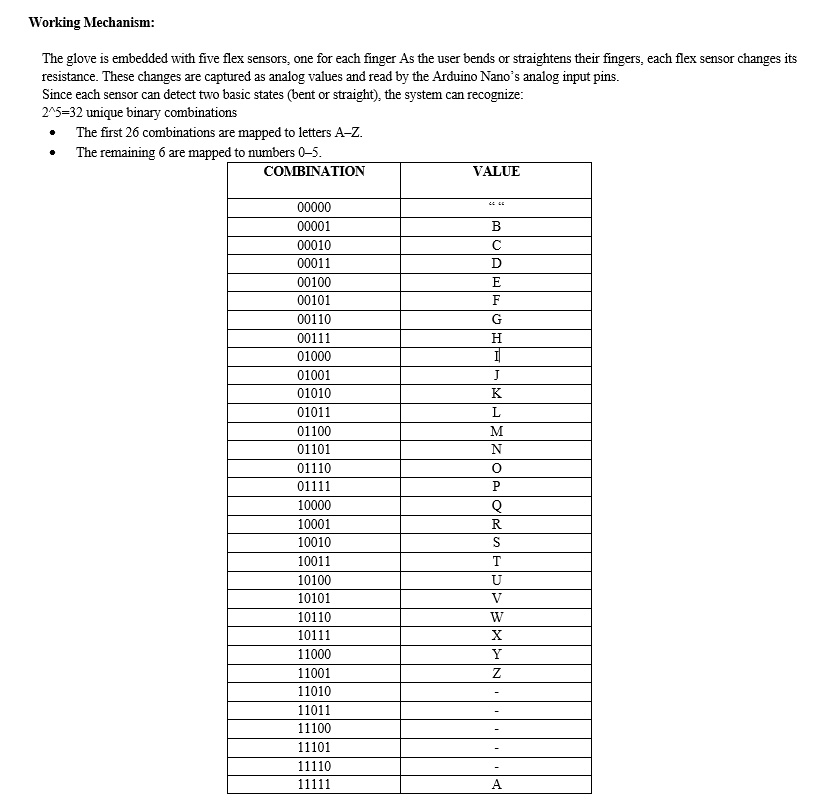 Working Mechanism:
The glove is embedded with five flex sensors, one for each finger As the user bends or straightens their fingers, each flex sensor changes its
resistance. These changes are captured as analog values and read by the Arduino Nano’s analog input pins.
Since each sensor can detect two basic states (bent or straight), the system can recognize:
2^5=32 unique binary combinations
• The first 26 combinations are mapped to letters A–Z.
• The remaining 6 are mapped to numbers 0–5.
COMBINATION VALUE
00000 “ “
00001 B
00010 C
00011 D
00100 E
00101 F
00110 G
00111 H
01000 I
01001 J
01010 K
01011 L
01100 M
01101 N
01110 O
01111 P
10000 Q
10001 R
10010 S
10011 T
10100 U
10101 V
10110 W
10111 X
11000 Y
11001 Z
11010 -
11011 -
11100 -
11101 -
11110 -
11111 A